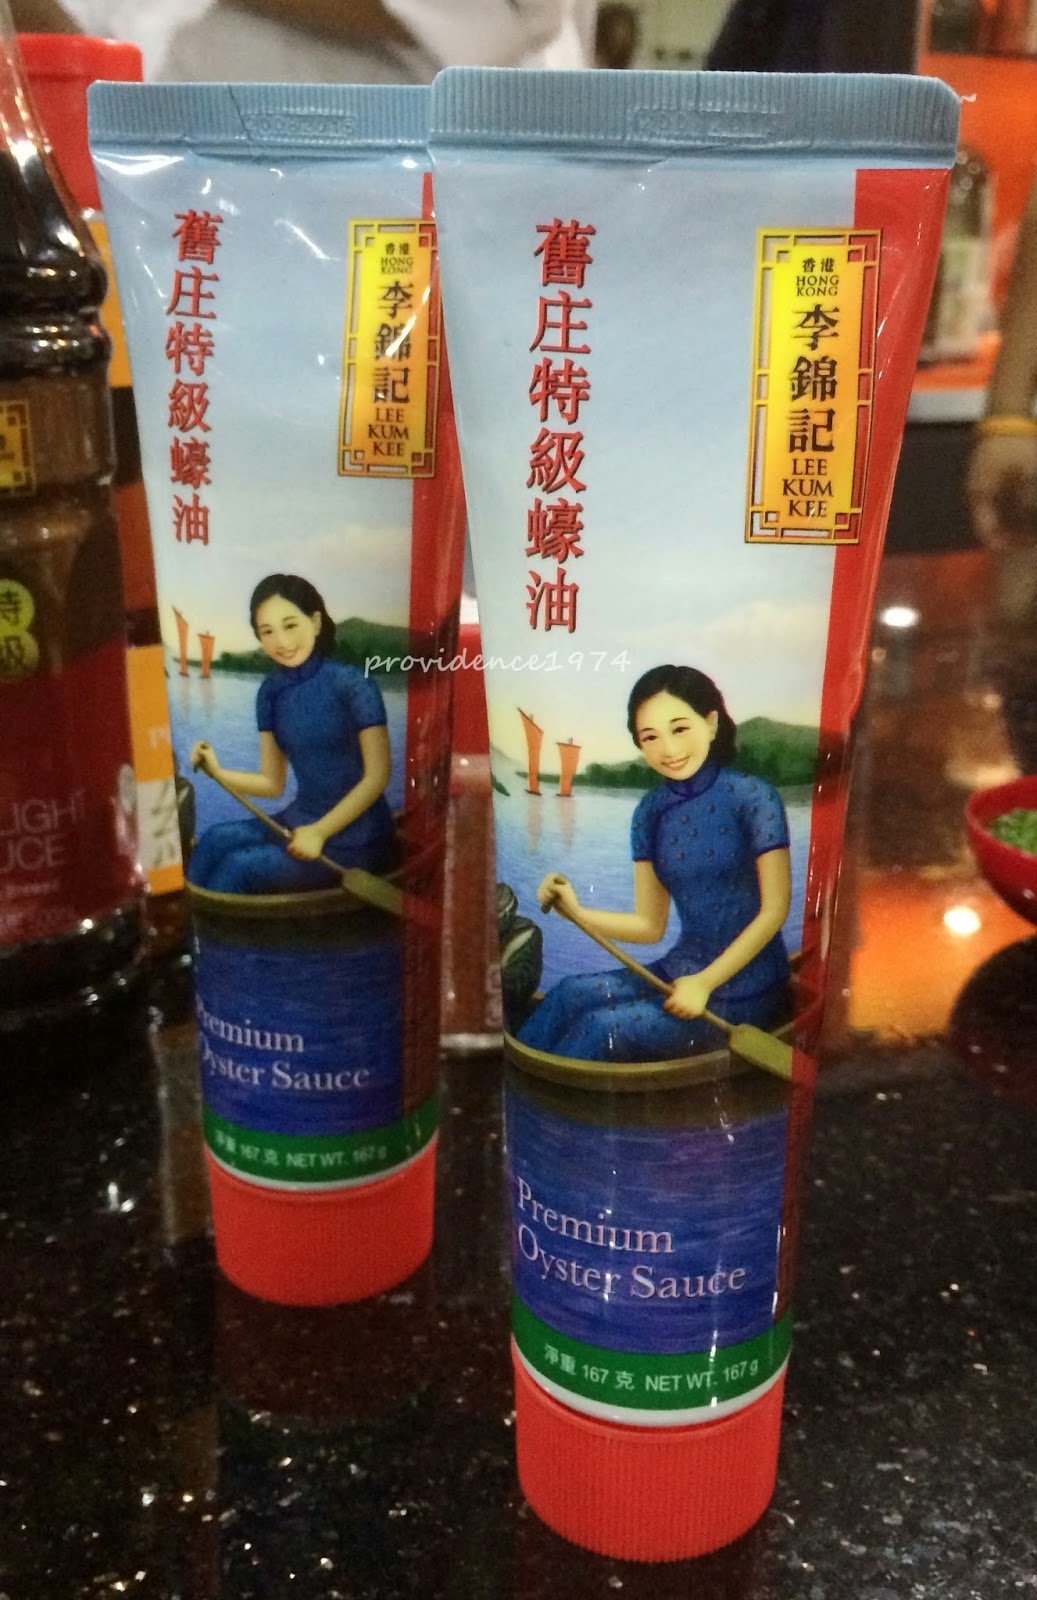 舊庄特級蠔油
香港
HONG
KONG
李錦記
LEE
KUM
KEE
Premium
Oyster Sauce
淨重 167 克 NET WT. 167 g
舊庄特級蠔油
香港
HONG
KONG
李錦記
LEE
KUM
KEE
providence1974
Premium
Oyster Sauce
淨重 167 克 NET WT. 167 g
特級
LIGHT